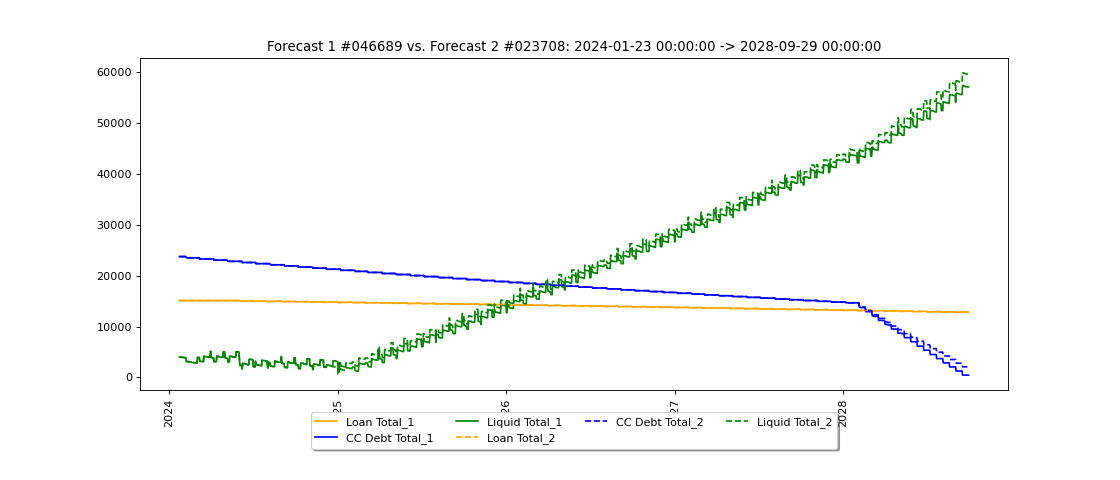 Forecast 1 #046689 vs. Forecast 2 #023708: 2024-01-23 00:00:00 -> 2028-09-29 00:00:00
60000
50000
40000
30000
20000
10000
0
2024
25
26
27
2028
Loan Total_1
Liquid Total_1
CC Debt Total_2
Liquid Total_2
CC Debt Total_1
Loan Total_2